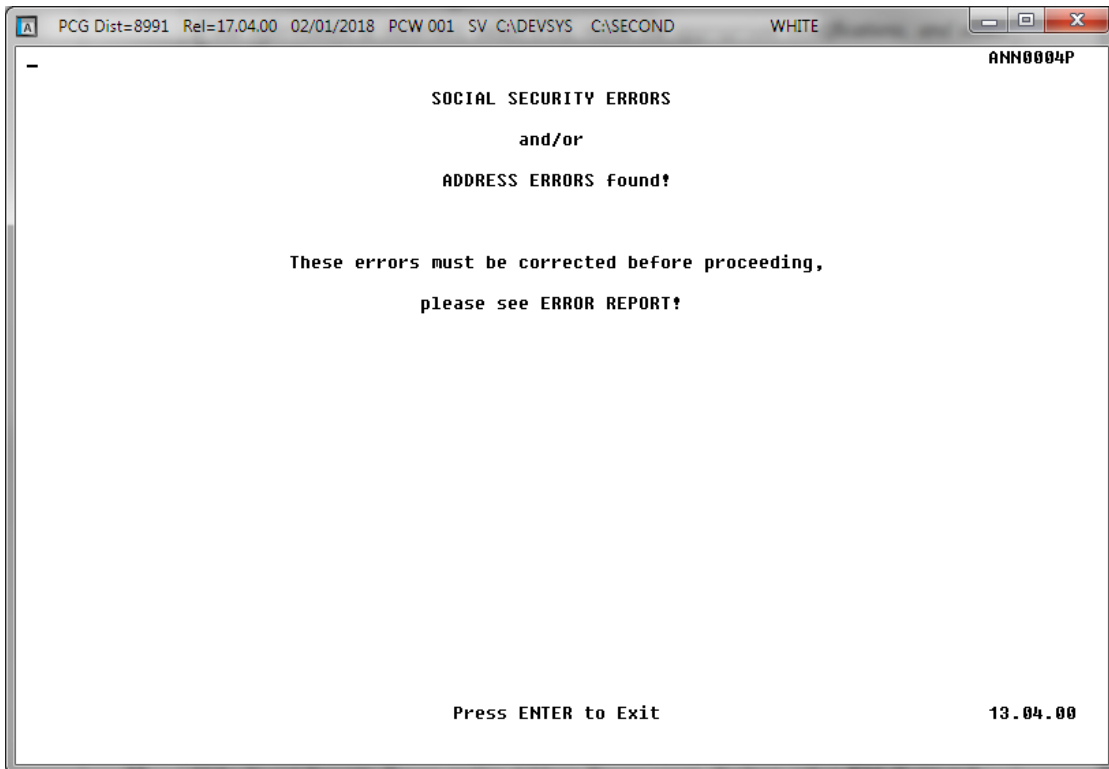 PCG Dist=8991 Rel=17.04.00 02/01/2018 PCW 001 SV C:\DEVSYS C:\SECOND WHITE
ANN0004P
SOCIAL SECURITY ERRORS
and/or
ADDRESS ERRORS found!
These errors must be corrected before proceeding,
please see ERROR REPORT!
Press ENTER to Exit 13.04.00